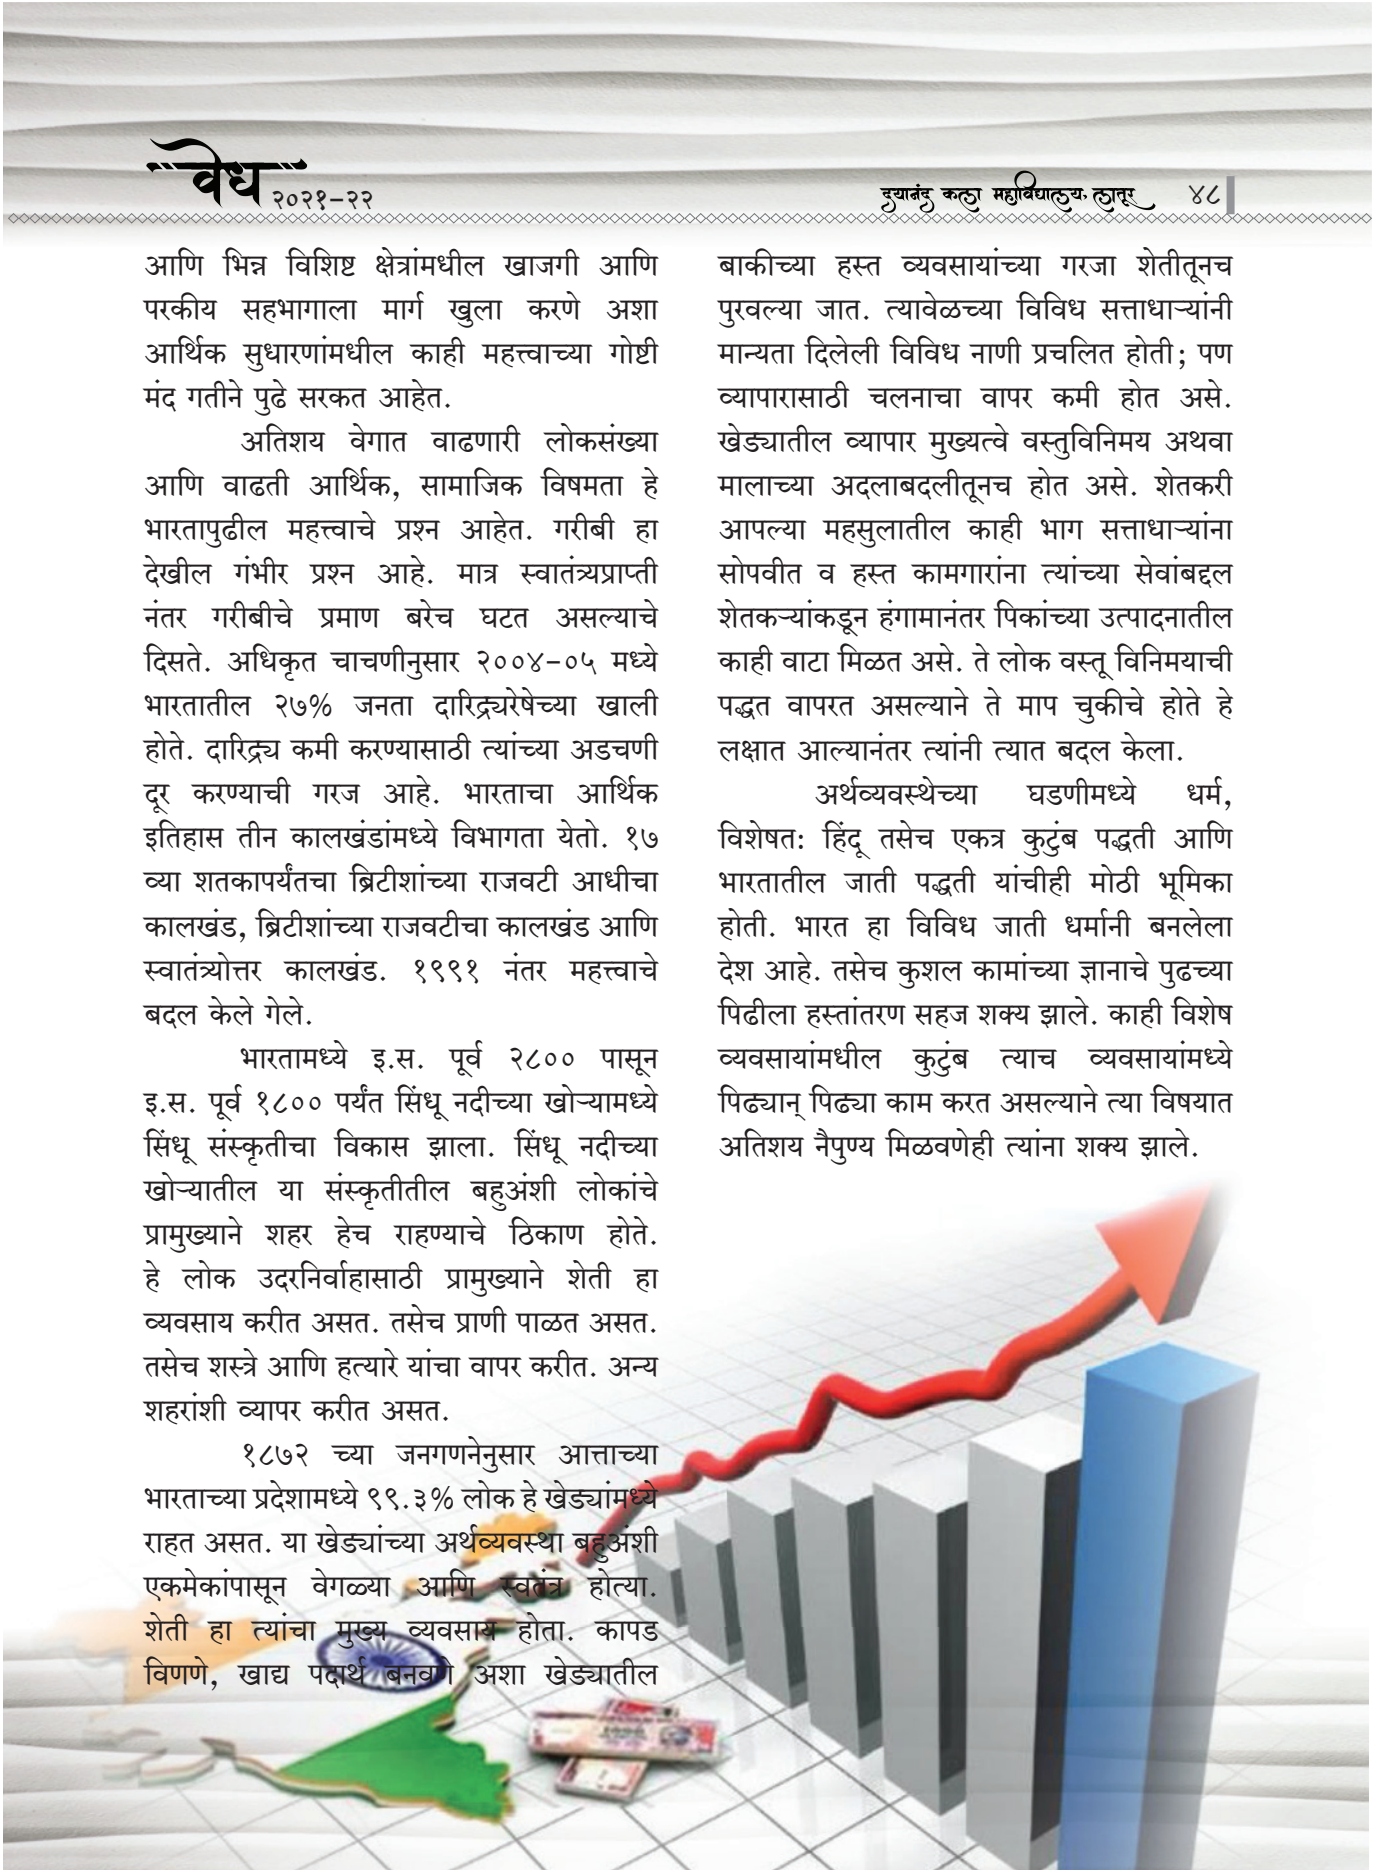 वेध २०२१-२२
दयानंद कला महाविद्यालय, लातूर ४८
आणि भिन्न विशिष्ट क्षेत्रांमधील खाजगी आणि
परकीय सहभागाला मार्ग खुला करणे अशा
आर्थिक सुधारणांमधील काही महत्त्वाच्या गोष्टी
मंद गतीने पुढे सरकत आहेत.
अतिशय वेगात वाढणारी लोकसंख्या
आणि वाढती आर्थिक, सामाजिक विषमता हे
भारतापुढील महत्त्वाचे प्रश्न आहेत. गरीबी हा
देखील गंभीर प्रश्न आहे. मात्र स्वातंत्र्यप्राप्ती
नंतर गरीबीचे प्रमाण बरेच घटत असल्याचे
दिसते. अधिकृत चाचणीनुसार २००४-०५ मध्ये
भारतातील २७% जनता दारिद्र्यरेषेच्या खाली
होते. दारिद्र्य कमी करण्यासाठी त्यांच्या अडचणी
दूर करण्याची गरज आहे. भारताचा आर्थिक
इतिहास तीन कालखंडांमध्ये विभागता येतो. १७
व्या शतकापर्यंतचा ब्रिटीशांच्या राजवटी आधीचा
कालखंड, ब्रिटीशांच्या राजवटीचा कालखंड आणि
स्वातंत्र्योत्तर कालखंड. १९९१ नंतर महत्त्वाचे
बदल केले गेले.
भारतामध्ये इ.स. पूर्व २८०० पासून
इ.स. पूर्व १८०० पर्यंत सिंधू नदीच्या खोऱ्यामध्ये
सिंधू संस्कृतीचा विकास झाला. सिंधू नदीच्या
खोऱ्यातील या संस्कृतीतील बहुअंशी लोकांचे
प्रामुख्याने शहर हेच राहण्याचे ठिकाण होते.
हे लोक उदरनिर्वाहासाठी प्रामुख्याने शेती हा
व्यवसाय करीत असत. तसेच प्राणी पाळत असत.
तसेच शस्त्रे आणि हत्यारे यांचा वापर करीत. अन्य
शहरांशी व्यापर करीत असत.
१८७२ च्या जनगणनेनुसार आत्ताच्या
भारताच्या प्रदेशामध्ये ९९.३% लोक हे खेड्यांमध्ये
राहत असत. या खेड्यांच्या अर्थव्यवस्था बहुअंशी
एकमेकांपासून वेगळ्या आणि स्वतंत्र होत्या.
शेती हा त्यांचा मुख्य व्यवसाय होता. कापड
विणणे, खाद्य पदार्थ बनवणे अशा खेड्यातील
बाकीच्या हस्त व्यवसायांच्या गरजा शेतीतूनच
पुरवल्या जात. त्यावेळच्या विविध सत्ताधाऱ्यांनी
मान्यता दिलेली विविध नाणी प्रचलित होती; पण
व्यापारासाठी चलनाचा वापर कमी होत असे.
खेड्यातील व्यापार मुख्यत्वे वस्तुविनिमय अथवा
मालाच्या अदलाबदलीतूनच होत असे. शेतकरी
आपल्या महसुलातील काही भाग सत्ताधाऱ्यांना
सोपवीत व हस्त कामगारांना त्यांच्या सेवांबद्दल
शेतकऱ्यांकडून हंगामानंतर पिकांच्या उत्पादनातील
काही वाटा मिळत असे. ते लोक वस्तू विनिमयाची
पद्धत वापरत असल्याने ते माप चुकीचे होते हे
लक्षात आल्यानंतर त्यांनी त्यात बदल केला.
अर्थव्यवस्थेच्या घडणीमध्ये धर्म,
विशेषत: हिंदू तसेच एकत्र कुटुंब पद्धती आणि
भारतातील जाती पद्धती यांचीही मोठी भूमिका
होती. भारत हा विविध जाती धर्मानी बनलेला
देश आहे. तसेच कुशल कामांच्या ज्ञानाचे पुढच्या
पिढीला हस्तांतरण सहज शक्य झाले. काही विशेष
व्यवसायांमधील कुटुंब त्याच व्यवसायांमध्ये
पिढ्यान् पिढ्या काम करत असल्याने त्या विषयात
अतिशय नैपुण्य मिळवणेही त्यांना शक्य झाले.